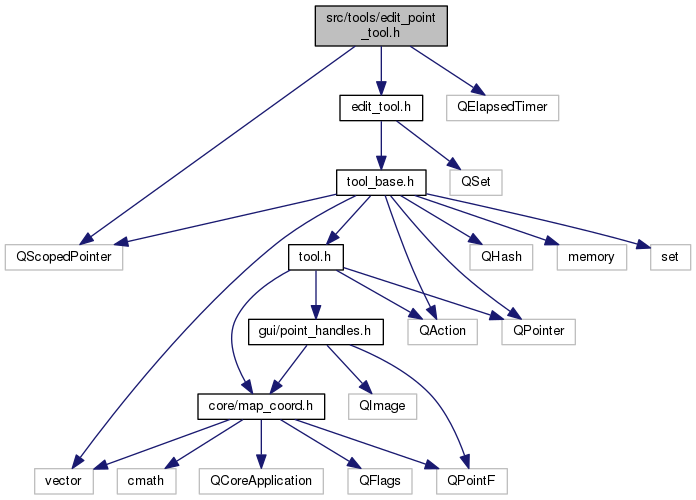 src/tools/edit_point
_tool.h
edit_tool.h
QElapsedTimer
tool_base.h
QSet
QScopedPointer
tool.h
QHash
memory
set
gui/point_handles.h
QAction
QPointer
core/map_coord.h
QImage
vector
cmath
QCoreApplication
QFlags
QPointF